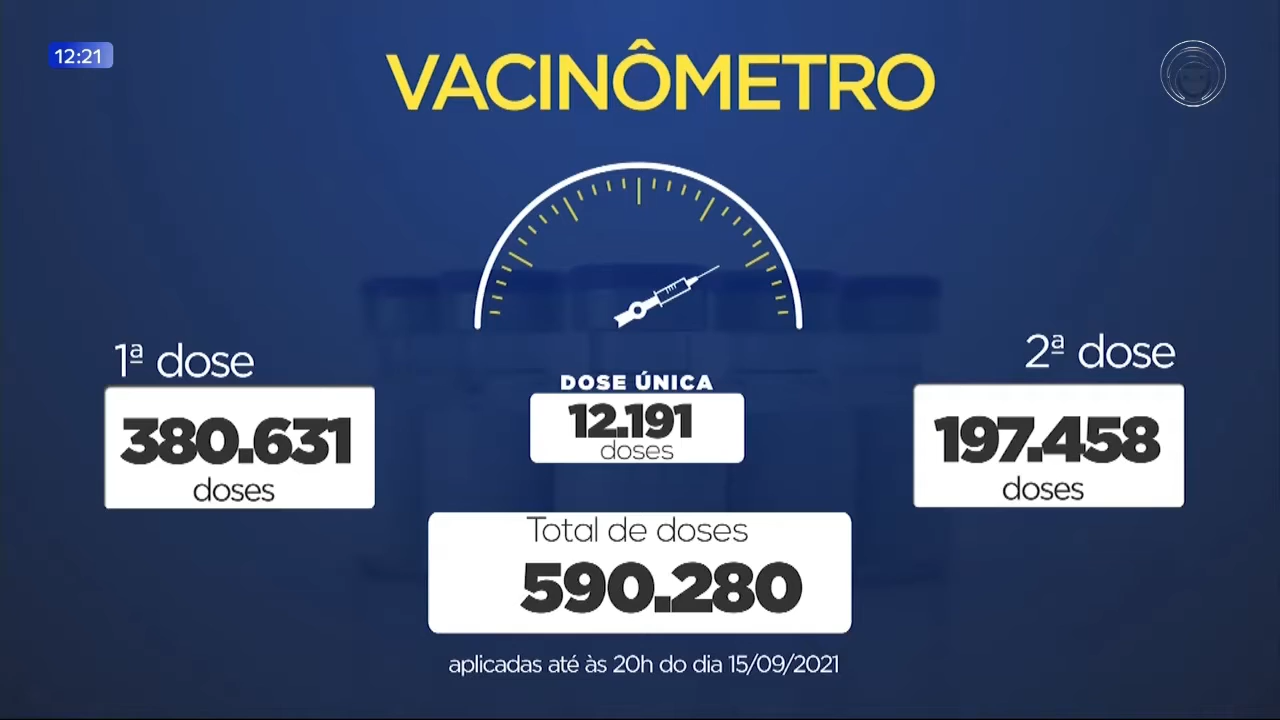 12:21
VACINÔMETRO
1ª dose
380.631
doses
DOSE ÚNICA
12.191
doses
2ª dose
197.458
doses
Total de doses
590.280
aplicadas até às 20h do dia 15/09/2021